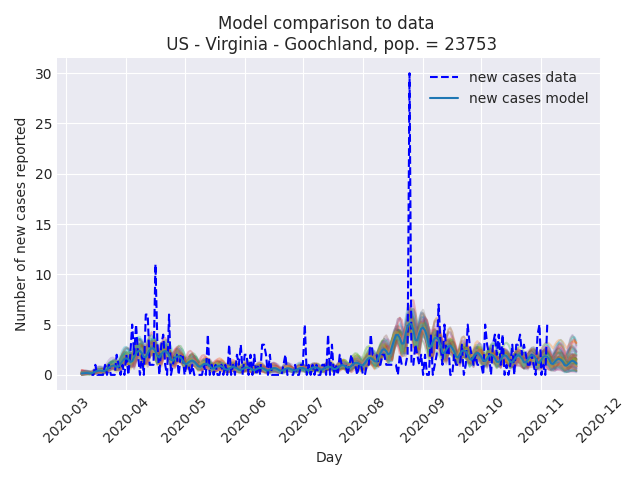 Model comparison to data
US - Virginia - Goochland, pop. = 23753
new cases data
new cases model
Number of new cases reported
30
25
20
15
10
5
0
2020-03
2020-04
2020-05
2020-06
2020-07
2020-08
2020-09
2020-10
2020-11
2020-12
Day